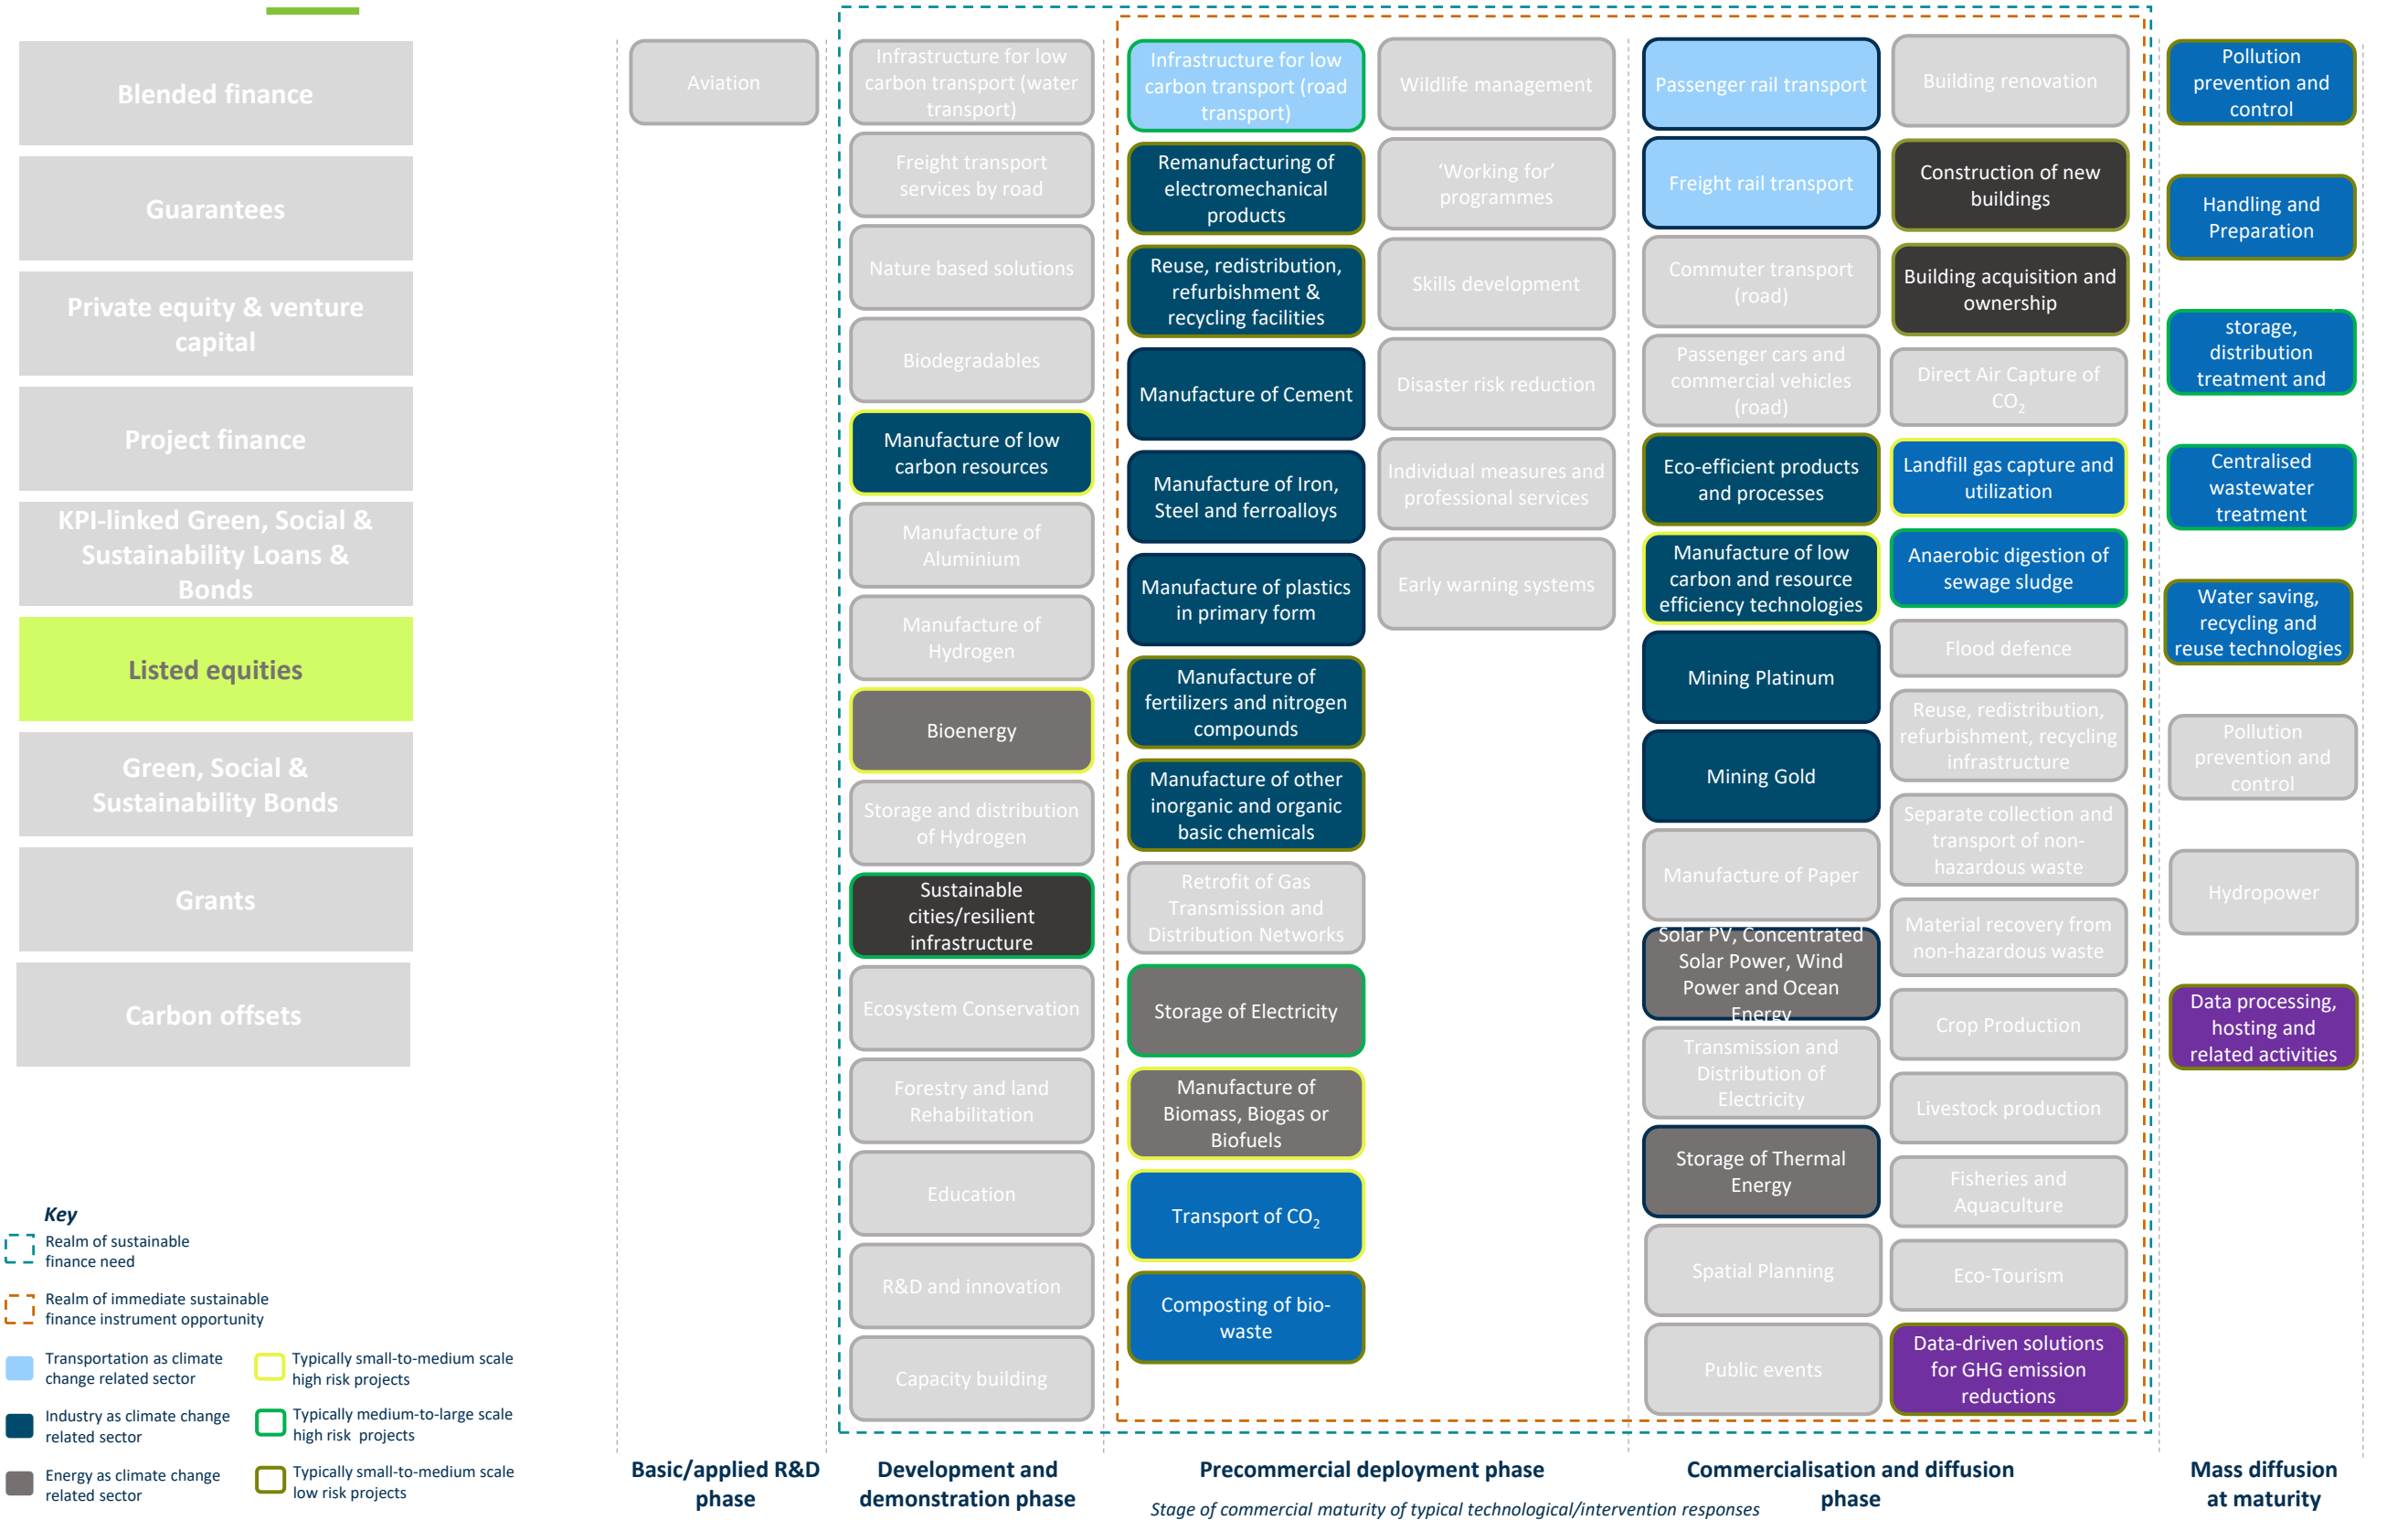 Blended finance
Guarantees
Private equity & venture
capital
Project finance
KPI-linked Green, Social &
Sustainability Loans &
Bonds
Listed equities
Green, Social &
Sustainability Bonds
Grants
Carbon offsets
Key
Realm of sustainable
finance need
Realm of immediate sustainable
finance instrument opportunity
Transportation as climate
change related sector
Industry as climate change
related sector
Energy as climate change
related sector
Typically small-to-medium scale
high risk projects
Typically medium-to-large scale
high risk projects
Typically small-to-medium scale
low risk projects
Aviation
Basic/applied R&D
phase
Infrastructure for low
carbon transport (water
transport)
Freight transport
services by road
Nature based solutions
Biodegradables
Manufacture of low
carbon resources
Manufacture of
Aluminium
Manufacture of
Hydrogen
Bioenergy
Storage and distribution
of Hydrogen
Sustainable
cities/resilient
infrastructure
Ecosystem Conservation
Forestry and land
Rehabilitation
Education
R&D and innovation
Capacity building
Development and
demonstration phase
Infrastructure for low
carbon transport (road
transport)
Remanufacturing of
electromechanical
products
Reuse, redistribution,
refurbishment &
recycling facilities
Manufacture of Cement
Manufacture of Iron,
Steel and ferroalloys
Manufacture of plastics
in primary form
Manufacture of
fertilizers and nitrogen
compounds
Manufacture of other
inorganic and organic
basic chemicals
Retrofit of Gas
Transmission and
Distribution Networks
Storage of Electricity
Manufacture of
Biomass, Biogas or
Biofuels
Transport of CO2
Composting of bio-
waste
Wildlife management
‘Working for’
programmes
Skills development
Disaster risk reduction
Individual measures and
professional services
Early warning systems
Precommercial deployment phase
Passenger rail transport
Freight rail transport
Commuter transport
(road)
Passenger cars and
commercial vehicles
(road)
Eco-efficient products
and processes
Manufacture of low
carbon and resource
efficiency technologies
Mining Platinum
Mining Gold
Manufacture of Paper
Solar PV, Concentrated
Solar Power, Wind
Power and Ocean
Energy
Transmission and
Distribution of
Electricity
Storage of Thermal
Energy
Spatial Planning
Public events
Building renovation
Construction of new
buildings
Building acquisition and
ownership
Direct Air Capture of
CO2
Landfill gas capture and
utilization
Anaerobic digestion of
sewage sludge
Flood defence
Reuse, redistribution,
refurbishment, recycling
infrastructure
Separate collection and
transport of non-
hazardous waste
Material recovery from
non-hazardous waste
Crop Production
Livestock production
Fisheries and
Aquaculture
Eco-Tourism
Data-driven solutions
for GHG emission
reductions
Commercialisation and diffusion
phase
Pollution
prevention and
control
Handling and
Preparation
storage,
distribution
treatment and
Centralised
wastewater
treatment
Water saving,
recycling and
reuse technologies
Pollution
prevention and
control
Hydropower
Data processing,
hosting and
related activities
Mass diffusion
at maturity
Stage of commercial maturity of typical technological/intervention responses